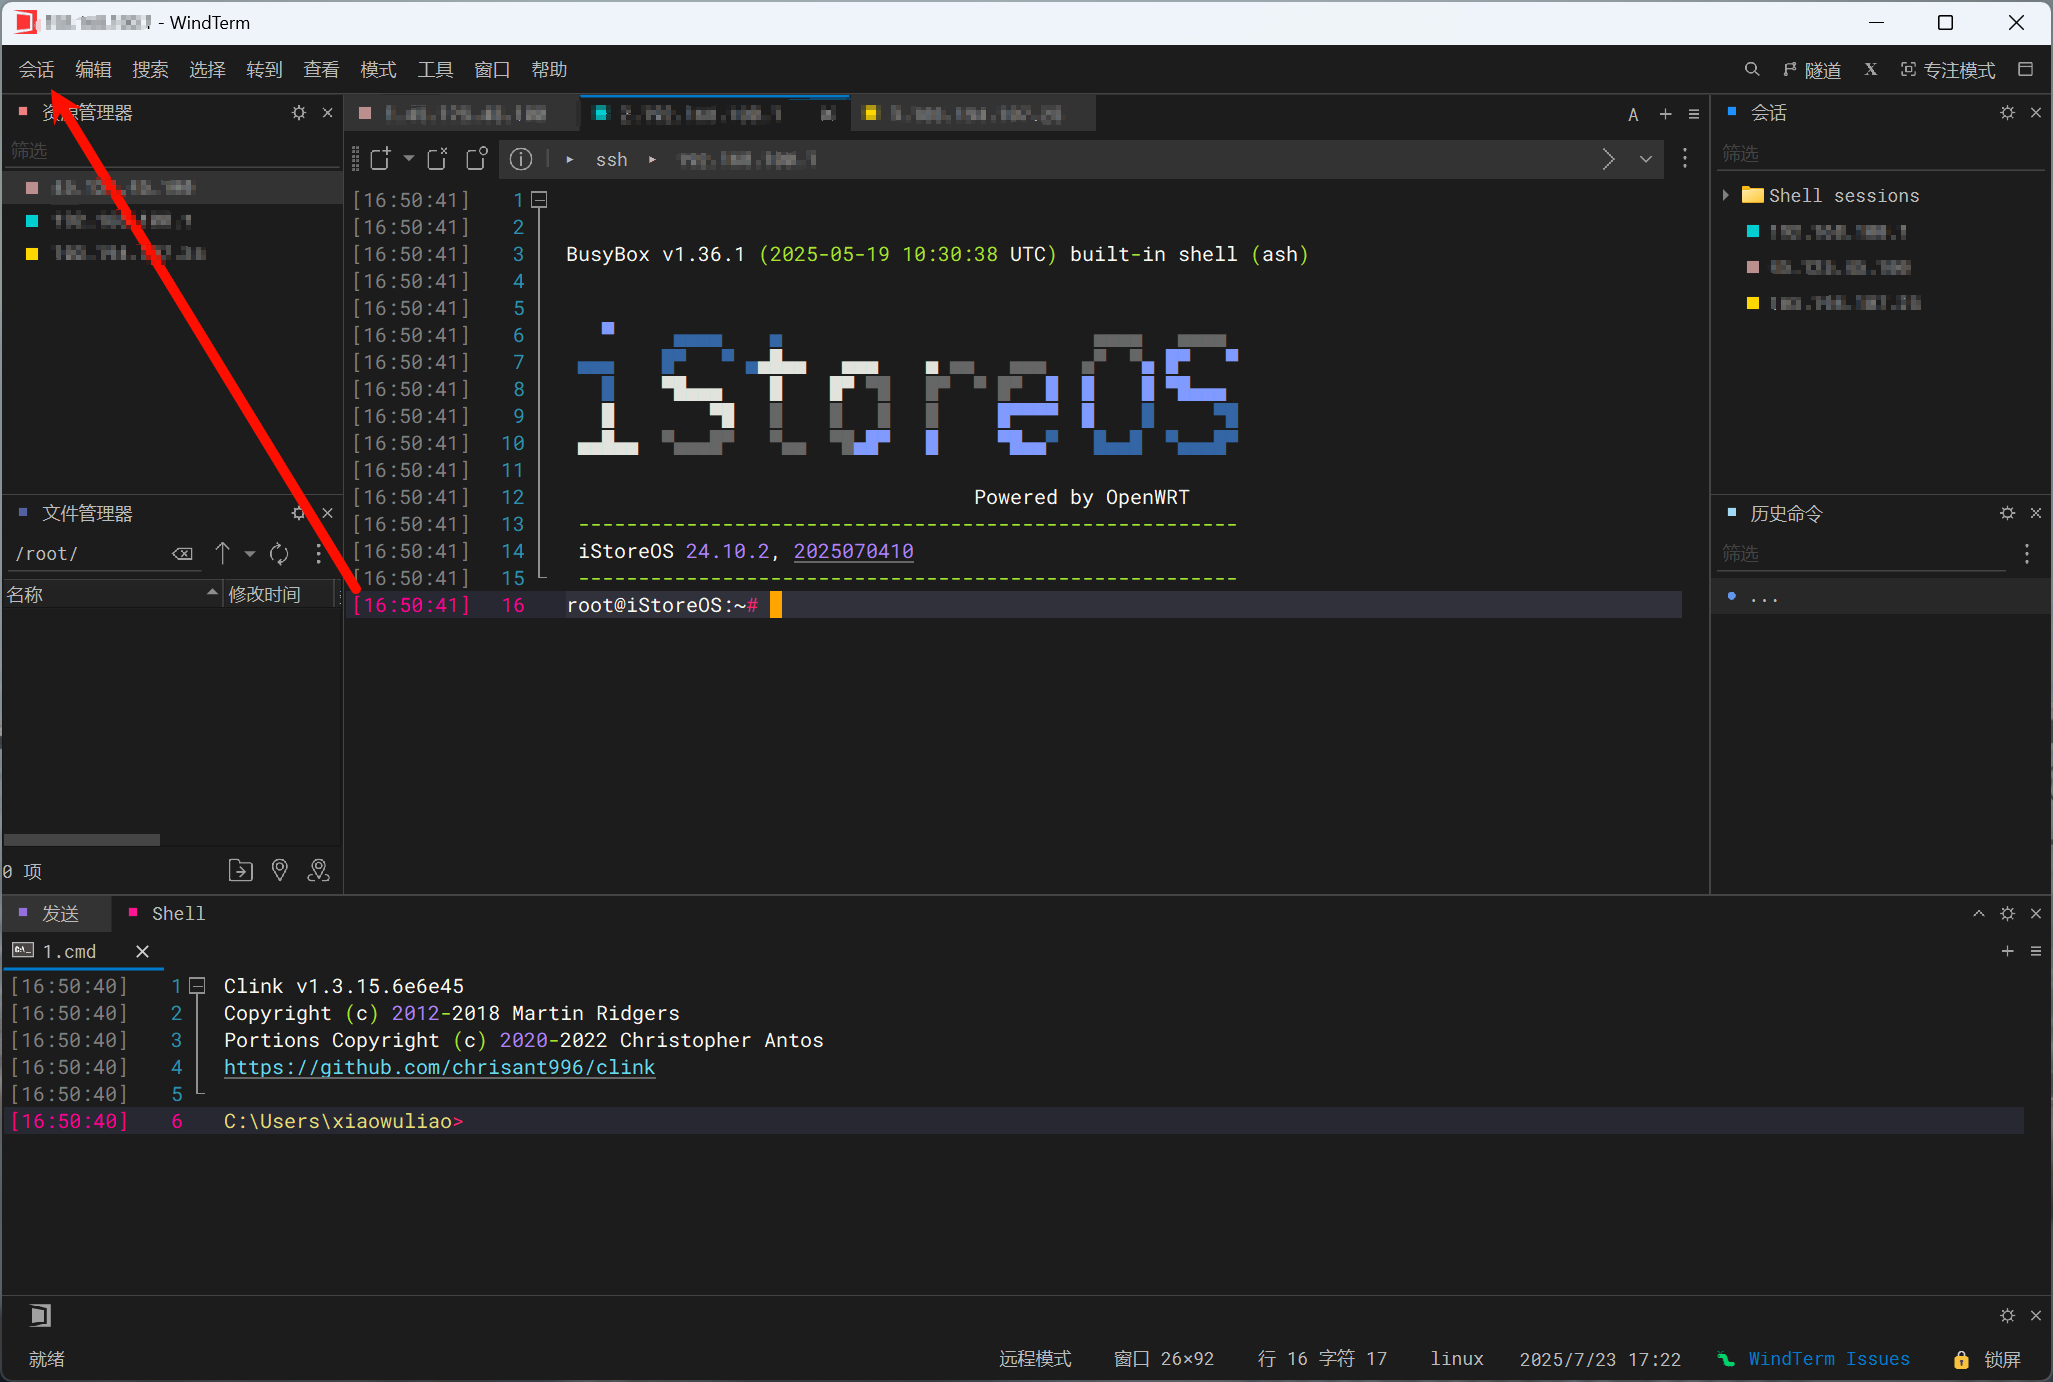 - WindTerm
会话 编辑 搜索 选择 转到 查看 模式 工具 窗口 帮助
隧道 X 专注模式
资源管理器
筛选
A
ssh
[16:50:41] 1
[16:50:41] 2
[16:50:41] 3 BusyBox v1.36.1 (2025-05-19 10:30:38 UTC) built-in shell (ash)
[16:50:41] 4
[16:50:41] 5
[16:50:41] 6
[16:50:41] 7
[16:50:41] 8
[16:50:41] 9
[16:50:41] 10
iStoreOS
[16:50:41] 11
[16:50:41] 12 Powered by OpenWRT
[16:50:41] 13 -------------------------------------------------------
[16:50:41] 14 iStoreOS 24.10.2, 2025070410
[16:50:41] 15 -------------------------------------------------------
[16:50:41] 16 root@iStoreOS:~#
会话
筛选
Shell sessions
文件管理器
/root/
名称 修改时间
0 项
历史命令
筛选
...
发送 Shell
1.cmd
[16:50:40] 1 Clink v1.3.15.6e6e45
[16:50:40] 2 Copyright (c) 2012-2018 Martin Ridgers
[16:50:40] 3 Portions Copyright (c) 2020-2022 Christopher Antos
[16:50:40] 4 https://github.com/chrisant996/clink
[16:50:40] 5
[16:50:40] 6 C:\Users\xiaowuliao>
就绪 远程模式 窗口 26×92 行 16 字符 17 linux 2025/7/23 17:22 WindTerm Issues 锁屏